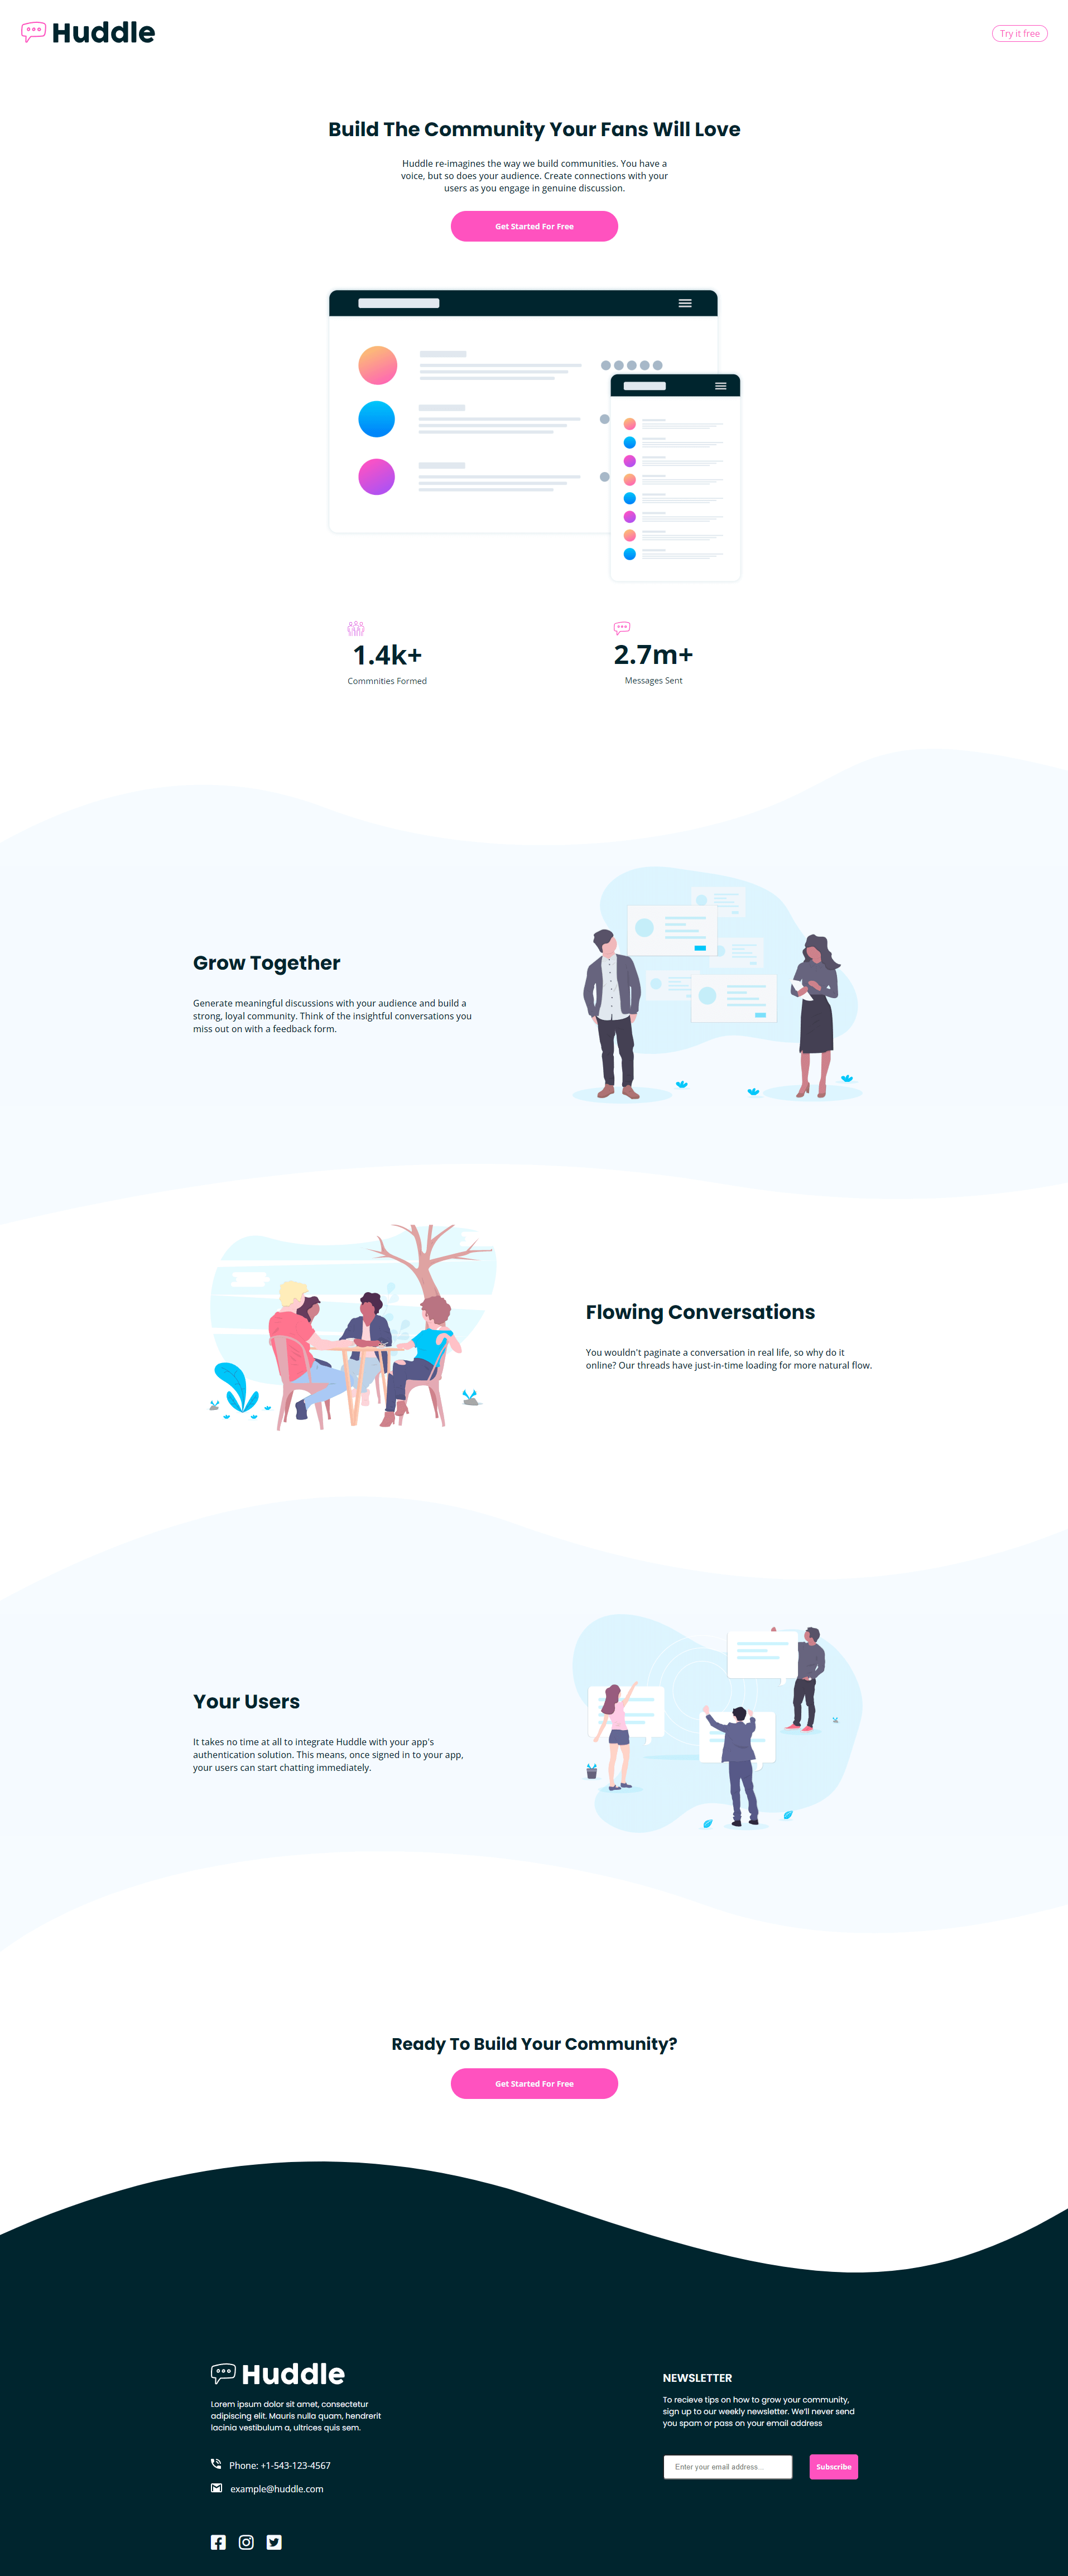 Huddle
Try it free
Build The Community Your Fans Will Love
Huddle re-imagines the way we build communities. You have a
voice, but so does your audience. Create connections with your
users as you engage in genuine discussion.
Get Started For Free
1.4k+
Commnities Formed
2.7m+
Messages Sent
Grow Together
Generate meaningful discussions with your audience and build a
strong, loyal community. Think of the insightful conversations you
miss out on with a feedback form.
Flowing Conversations
You wouldn't paginate a conversation in real life, so why do it
online? Our threads have just-in-time loading for more natural flow.
Your Users
It takes no time at all to integrate Huddle with your app's
authentication solution. This means, once signed in to your app,
your users can start chatting immediately.
Ready To Build Your Community?
Get Started For Free
Huddle
Lorem ipsum dolor sit amet, consectetur
adipiscing elit. Mauris nulla quam, hendrerit
lacinia vestibulum a, ultrices quis sem.
Phone: +1-543-123-4567
example@huddle.com
NEWSLETTER
To recieve tips on how to grow your community,
sign up to our weekly newsletter. We'll never send
you spam or pass on your email address
Enter your email address...
Subscribe